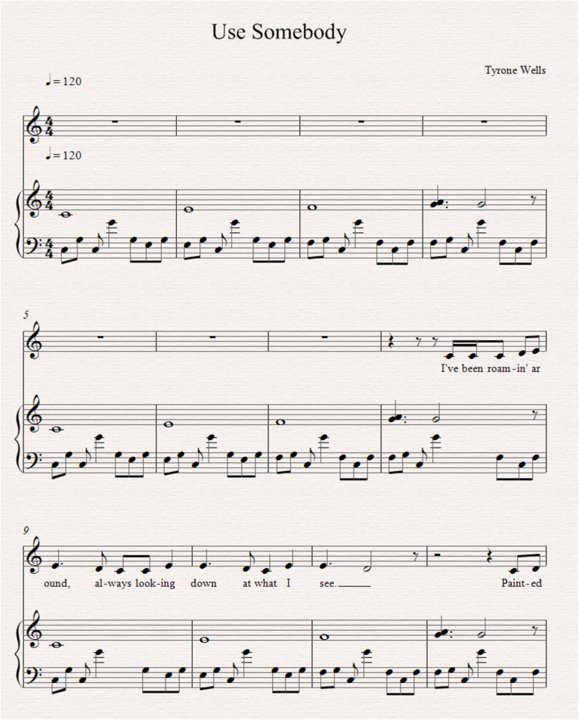 Use Somebody
Tyrone Wells
♩ = 120
♩ = 120
5
I've been roam-in' ar
9
ound, al-ways look-ing down at what I see. Paint-ed